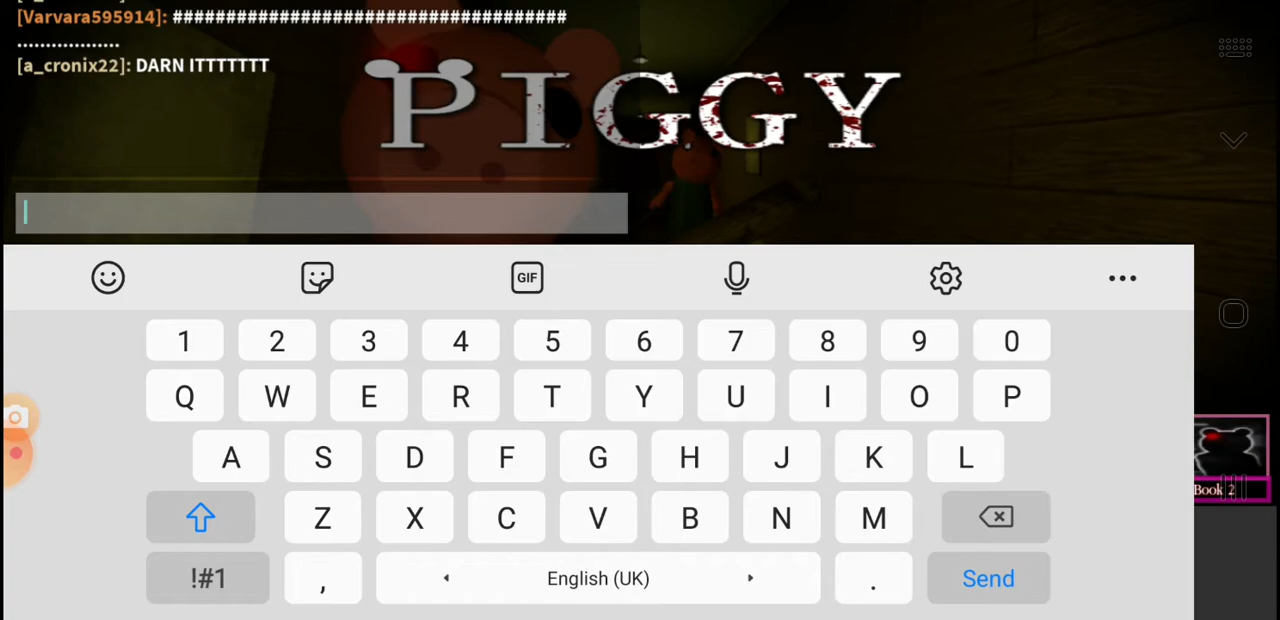 [Varvara595914]: #####################################
..................
[a_cronix22]: DARN ITTTTTTT
PIGGY
GIF
1 2 3 4 5 6 7 8 9 0
Q W E R T Y U I O P
A S D F G H J K L
Z X C V B N M
Book 2
!#1 , English (UK) . Send